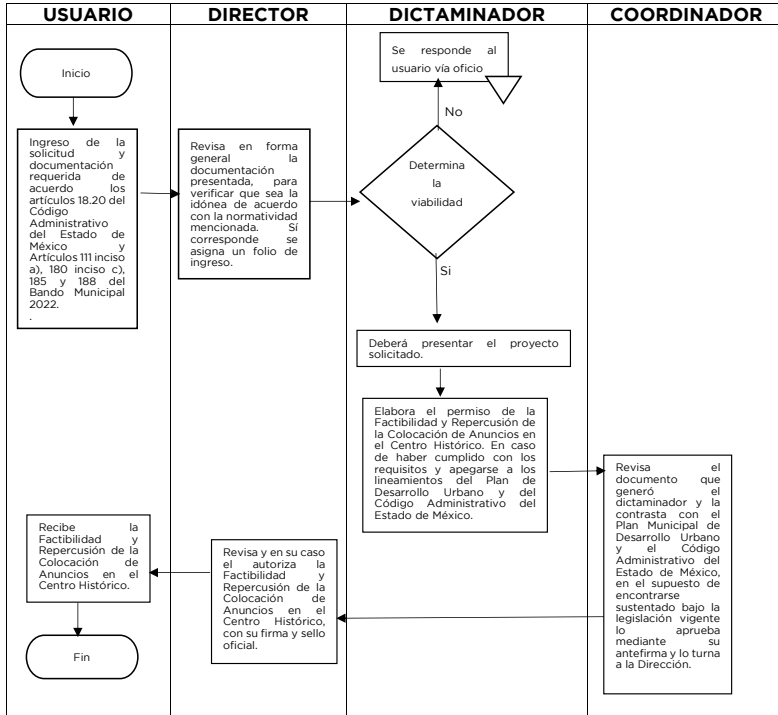 USUARIO
DIRECTOR
DICTAMINADOR
COORDINADOR
Inicio
Ingreso de la
solicitud y
documentación
requerida de
acuerdo los
artículos 18.20 del
Código
Administrativo
del Estado de
México y
Artículos 111 inciso
a), 180 inciso c),
185 y 188 del
Bando Municipal
2022.
.
Revisa en forma
general la
documentación
presentada, para
verificar que sea la
idónea de acuerdo
con la normatividad
mencionada. Sí
corresponde se
asigna un folio de
ingreso.
Se responde al
usuario vía oficio
No
Determina
la
viabilidad
Si
Deberá presentar el proyecto
solicitado.
Elabora el permiso de la
Factibilidad y Repercusión de
la Colocación de Anuncios en
el Centro Histórico. En caso
de haber cumplido con los
requisitos y apegarse a los
lineamientos del Plan de
Desarrollo Urbano y del
Código Administrativo del
Estado de México.
Revisa el
documento que
generó el
dictaminador y la
contrasta con el
Plan Municipal de
Desarrollo Urbano
y el Código
Administrativo del
Estado de México,
en el supuesto de
encontrarse
sustentado bajo la
legislación vigente
lo aprueba
mediante su
antefirma y lo turna
a la Dirección.
Revisa y en su caso
el autoriza la
Factibilidad y
Repercusión de la
Colocación de
Anuncios en el
Centro Histórico,
con su firma y sello
oficial.
Recibe la
Factibilidad y
Repercusión de la
Colocación de
Anuncios en el
Centro Histórico.
Fin